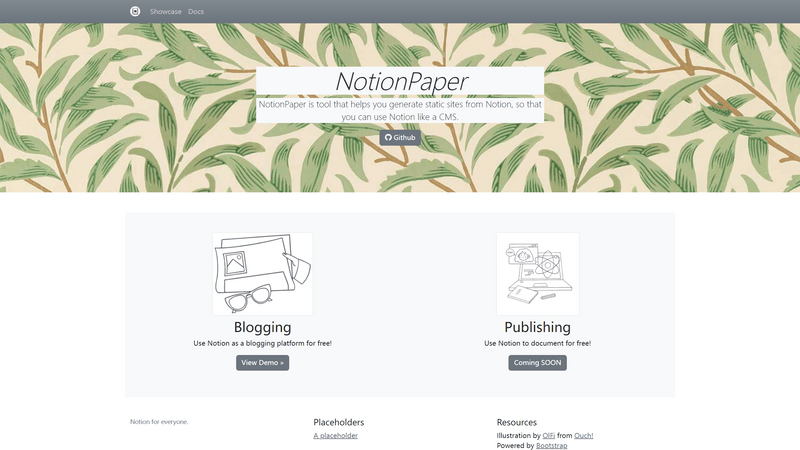 Showcase Docs
NotionPaper
NotionPaper is tool that helps you generate static sites from Notion, so that
you can use Notion like a CMS.
Github
Blogging
Use Notion as a blogging platform for free!
View Demo »
Publishing
Use Notion to document for free!
Coming SOON
Notion for everyone.
Placeholders
A placeholder
Resources
Illustration by OlFi from Ouch!
Powered by Bootstrap